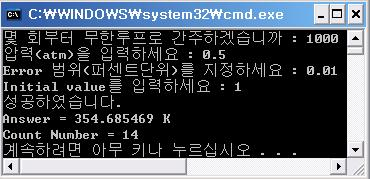 C:₩WINDOWS₩system32₩cmd.exe
몇 회부터 무한루프로 간주하겠습니까 : 1000
압력(atm)을 입력하세요 : 0.5
Error 범위(퍼센트단위)를 지정하세요 : 0.01
Initial value를 입력하세요 : 1
성공하였습니다.
Answer = 354.685469 K
Count Number = 14
계속하려면 아무 키나 누르십시오 . . .